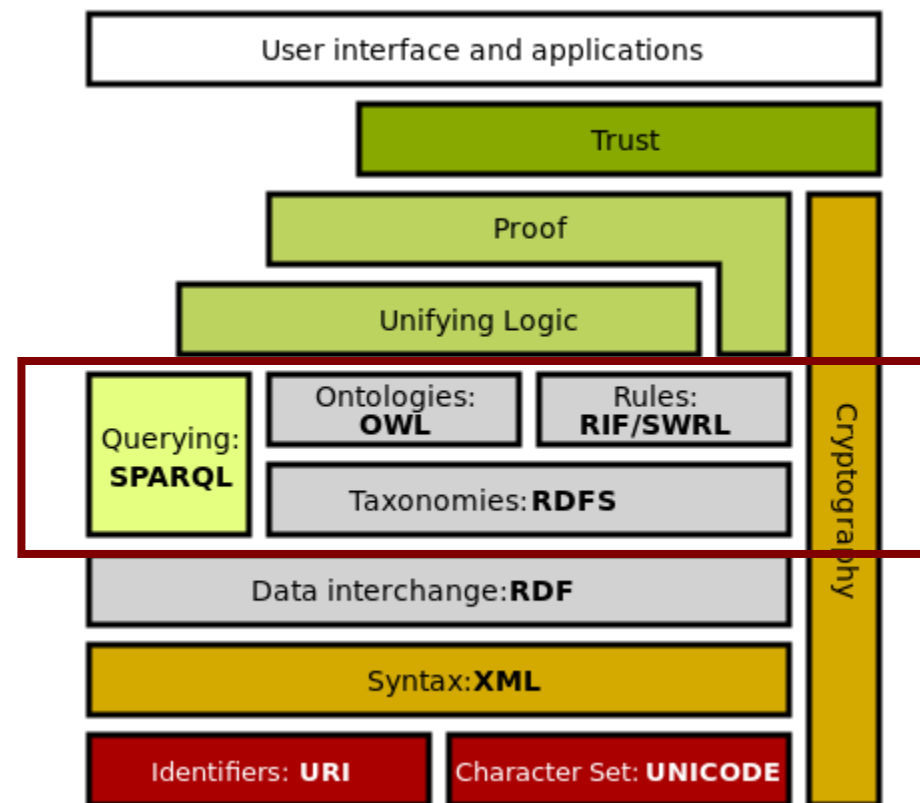 User interface and applications
Trust
Proof
Unifying Logic
Ontologies:
OWL
Rules:
RIF/SWRL
Querying:
SPARQL
Taxonomies: RDFS
Cryptography
Data interchange:RDF
Syntax:XML
Identifiers: URI
Character Set: UNICODE